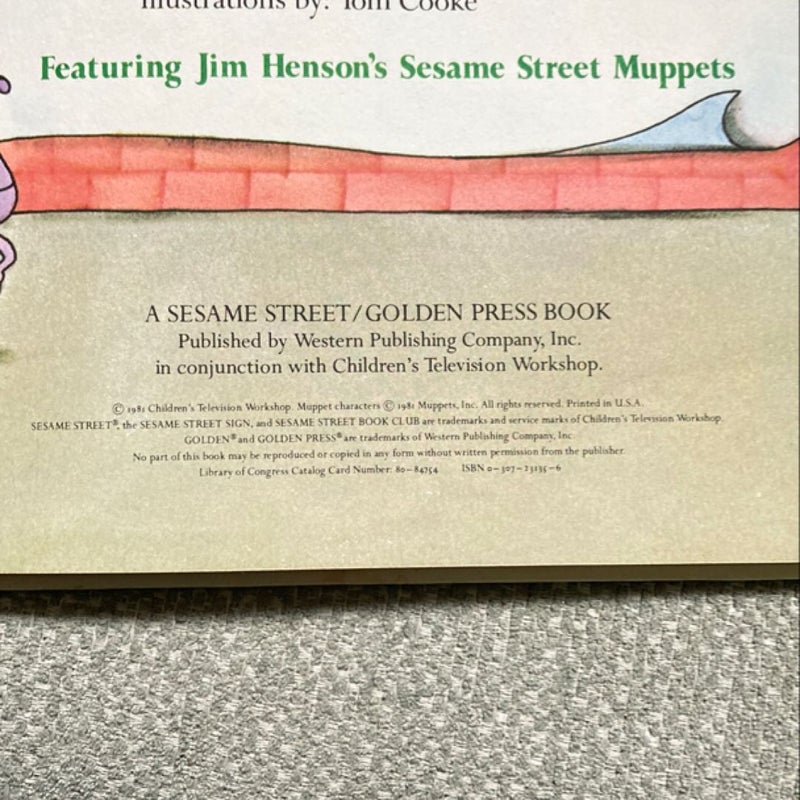 Illustrations by: Tom Cooke
Featuring Jim Henson's Sesame Street Muppets
A SESAME STREET/GOLDEN PRESS BOOK
Published by Western Publishing Company, Inc.
in conjunction with Children's Television Workshop.
© 1981 Children's Television Workshop. Muppet characters © 1981 Muppets, Inc. All rights reserved. Printed in U.S.A.
SESAME STREET®, the SESAME STREET SIGN, and SESAME STREET BOOK CLUB are trademarks and service marks of Children's Television Workshop.
GOLDEN® and GOLDEN PRESS® are trademarks of Western Publishing Company, Inc
No part of this book may be reproduced or copied in any form without written permission from the publisher.
Library of Congress Catalog Card Number: 80-84754 ISBN 0-307-23135-6